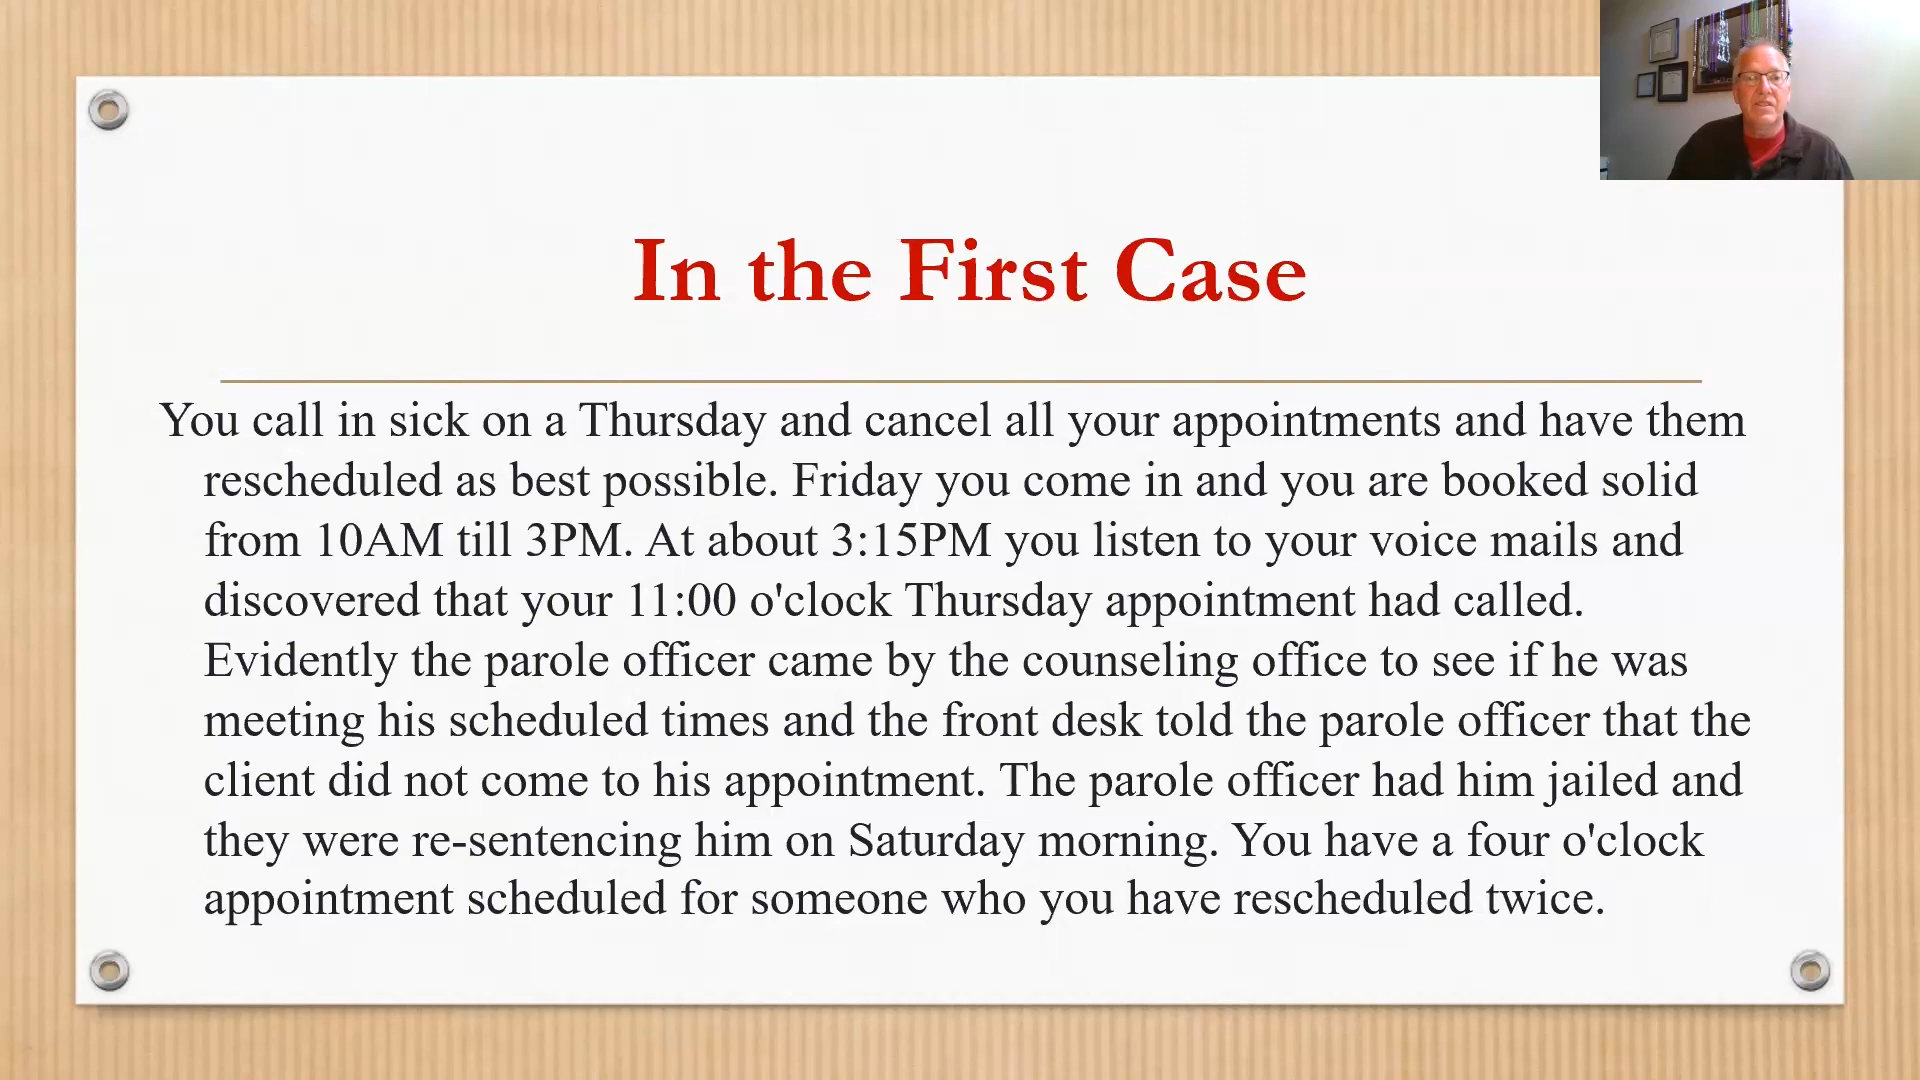 In the First Case
You call in sick on a Thursday and cancel all your appointments and have them
rescheduled as best possible. Friday you come in and you are booked solid
from 10AM till 3PM. At about 3:15PM you listen to your voice mails and
discovered that your 11:00 o'clock Thursday appointment had called.
Evidently the parole officer came by the counseling office to see if he was
meeting his scheduled times and the front desk told the parole officer that the
client did not come to his appointment. The parole officer had him jailed and
they were re-sentencing him on Saturday morning. You have a four o'clock
appointment scheduled for someone who you have rescheduled twice.